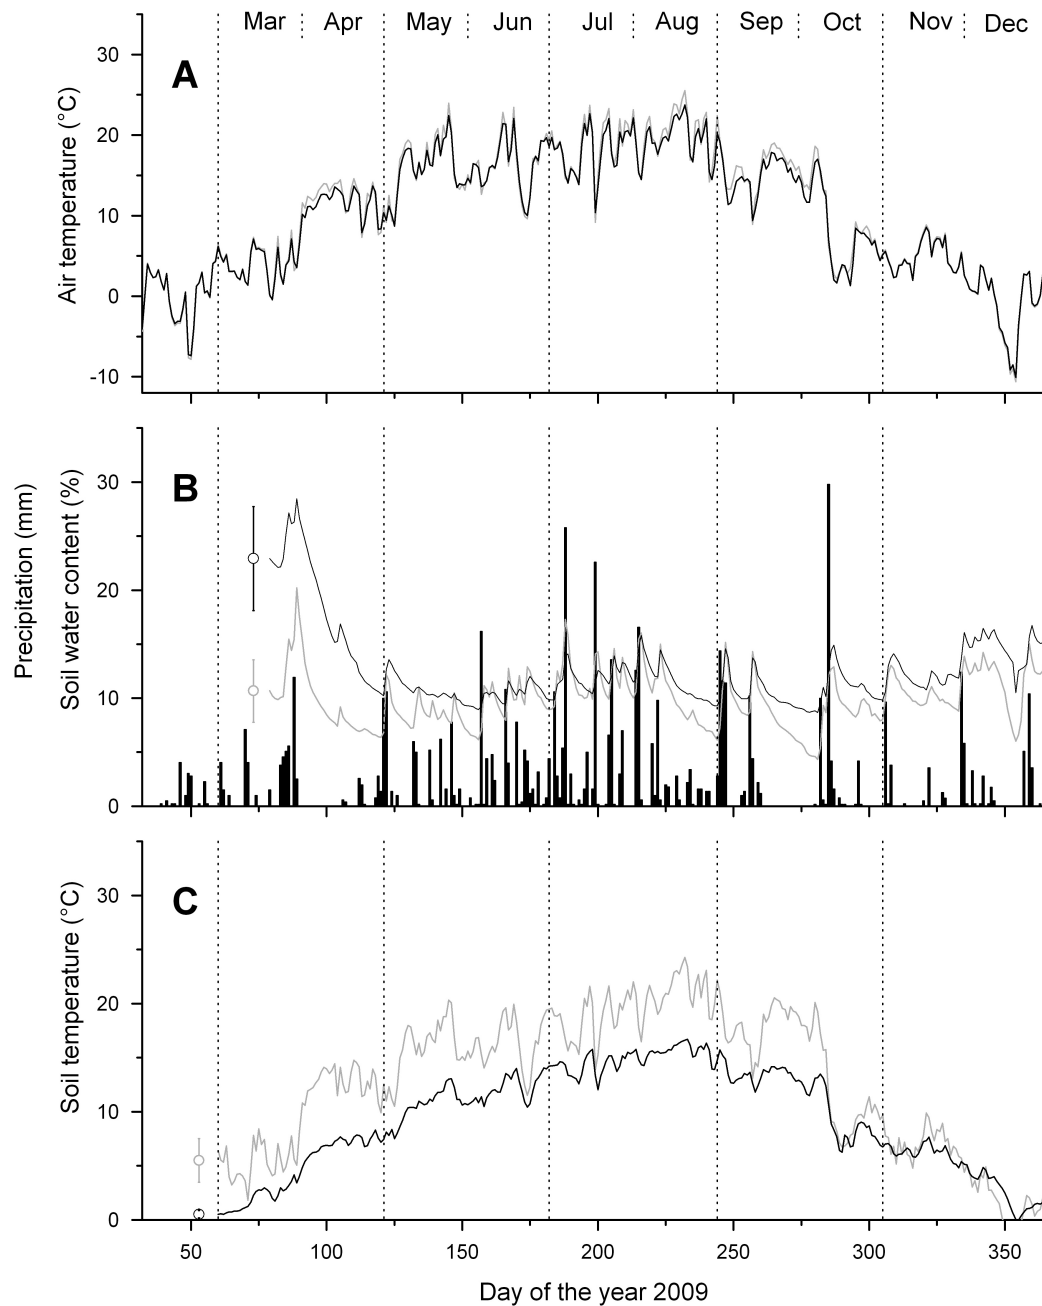 Mar Apr May Jun Jul Aug Sep Oct Nov Dec
A
Air temperature (°C)
30
20
10
0
-10
B
Precipitation (mm)
Soil water content (%)
30
20
10
0
C
Soil temperature (°C)
30
20
10
0
50 100 150 200 250 300 350
Day of the year 2009